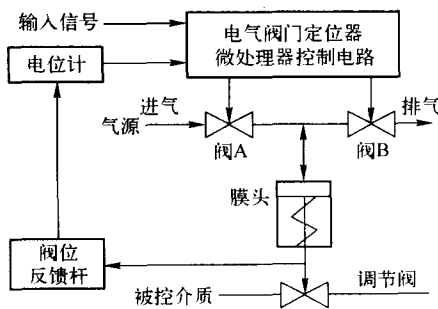 输入信号
电气阀门定位器
微处理器控制电路
电位计
进气
气源
排气
阀A
阀B
膜头
阀位
反馈杆
被控介质
调节阀